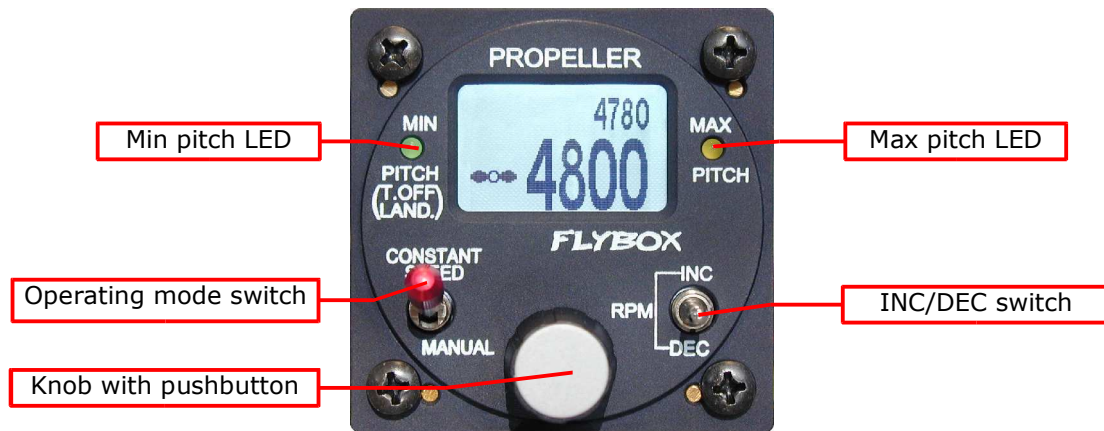 PROPELLER
4780
4800
MIN
PITCH
(T.OFF
LAND.)
MAX
PITCH
FLYBOX
CONSTANT
SPEED
MANUAL
INC
RPM
DEC
Min pitch LED
Max pitch LED
Operating mode switch
INC/DEC switch
Knob with pushbutton